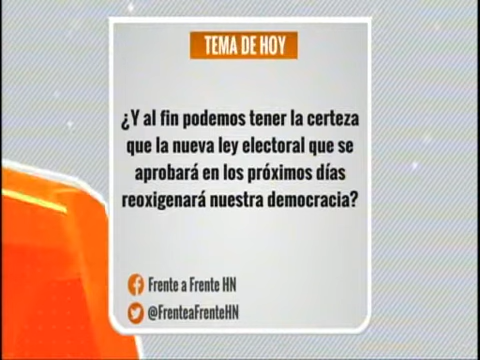 TEMA DE HOY
¿Y al fin podemos tener la certeza
que la nueva ley electoral que se
aprobará en los próximos días
reoxigenará nuestra democracia?
Frente a Frente HN
@FrenteaFrenteHN